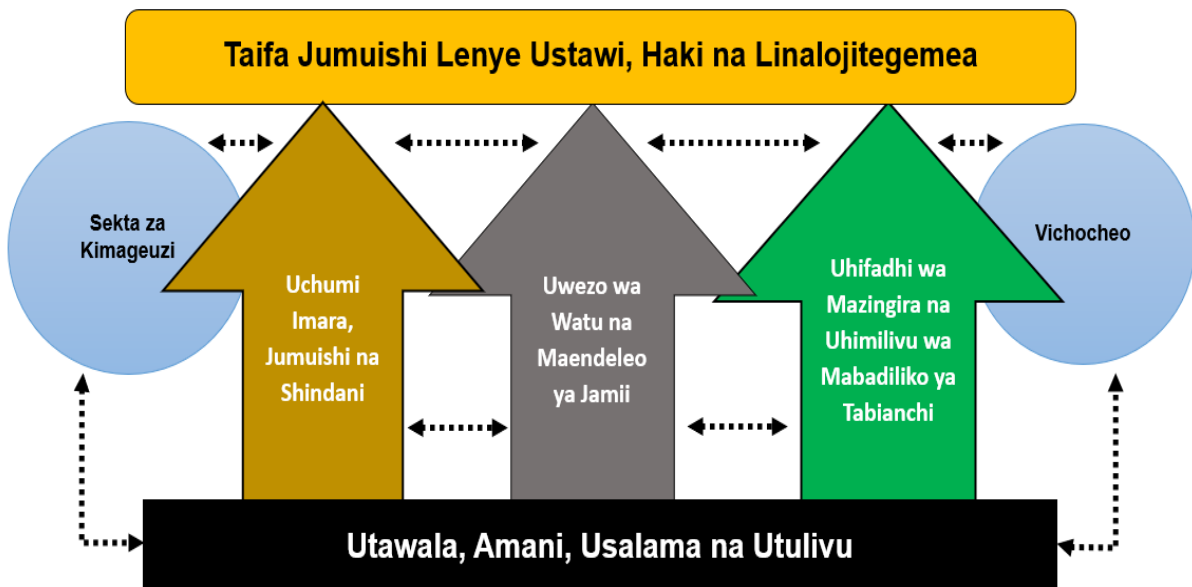 Taifa Jumuishi Lenye Ustawi, Haki na Linalojitegemea
Sekta za
Kimageuzi
Uchumi
Imara,
Jumuishi na
Shindani
Uwezo wa
Watu na
Maendeleo
ya Jamii
Uhifadhi wa
Mazingira na
Uhimilivu wa
Mabadiliko ya
Tabianchi
Vichocheo
Utawala, Amani, Usalama na Utulivu